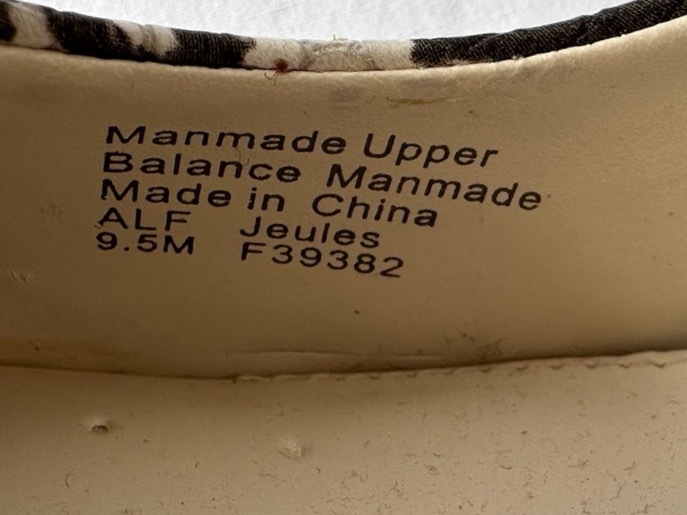 Manmade Upper
Balance Manmade
Made in China
ALF Jeules
9.5M F39382